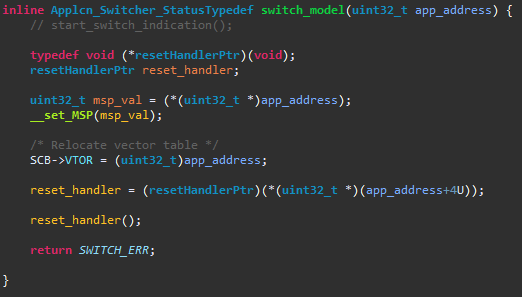 inline Applcn_Switcher_StatusTypedef switch_model(uint32_t app_address) {
// start_switch_indication();
typedef void (*resetHandlerPtr)(void);
resetHandlerPtr reset_handler;
uint32_t msp_val = (*(uint32_t *)app_address);
__set_MSP(msp_val);
/* Relocate vector table */
SCB->VTOR = (uint32_t)app_address;
reset_handler = (resetHandlerPtr)(*(uint32_t *)(app_address+4U));
reset_handler();
return SWITCH_ERR;
}